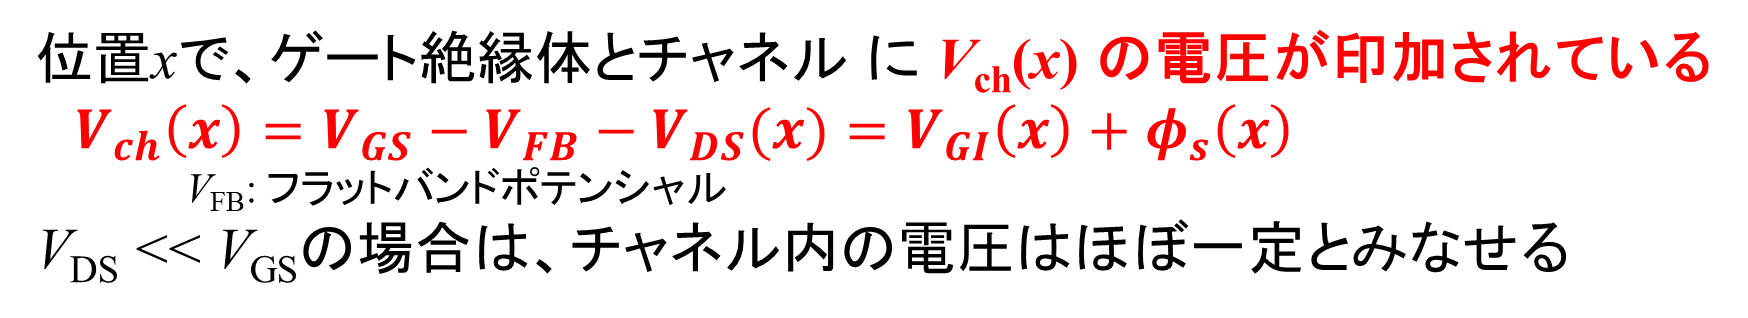 位置xで、ゲート絶縁体とチャネル に Vch(x) の電圧が印加されている
Vch(x) = VGS − VFB − VDS(x) = VGI(x) + ϕs(x)
VFB: フラットバンドポテンシャル
VDS << VGSの場合は、チャネル内の電圧はほぼ一定とみなせる